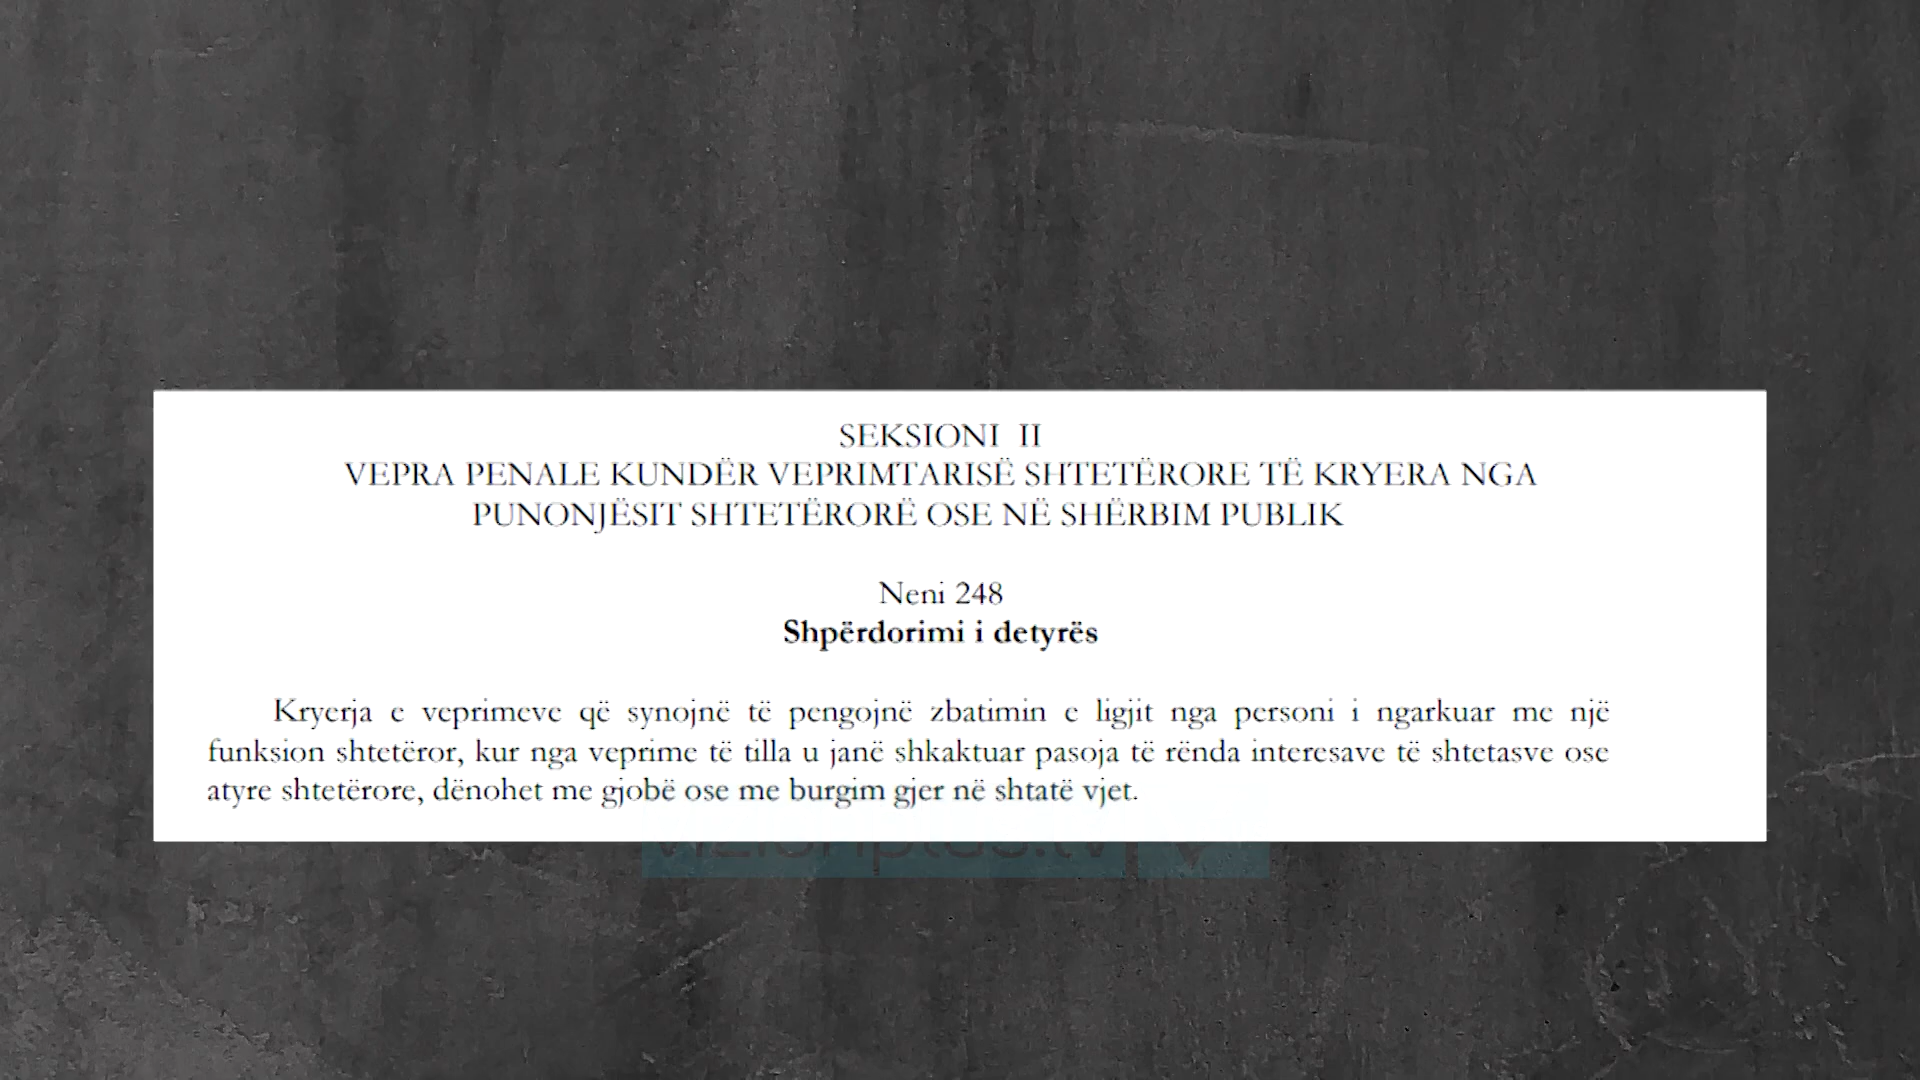 SEKSIONI II
VEPRA PENALE KUNDËR VEPRIMTARISË SHTETËRORE TË KRYERA NGA
PUNONJËSIT SHTETËRORË OSE NË SHËRBIM PUBLIK
Neni 248
Shpërdorimi i detyrës
Kryerja e veprimeve që synojnë të pengojnë zbatimin e ligjit nga personi i ngarkuar me një
funksion shtetëror, kur nga veprime të tilla u janë shkaktuar pasoja të rënda interesave të shtetasve ose
atyre shtetërore, dënohet me gjobë ose me burgim gjer në shtatë vjet.
vizionplus.tv